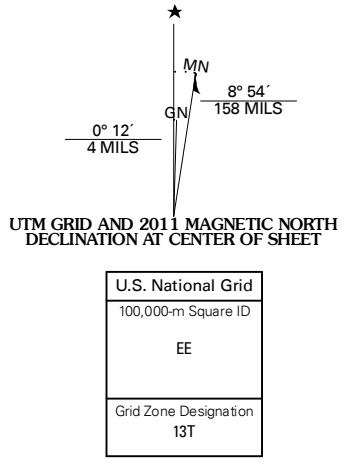 MN
8° 54´
158 MILS
GN
0° 12´
4 MILS
UTM GRID AND 2011 MAGNETIC NORTH
DECLINATION AT CENTER OF SHEET
U.S. National Grid
100,000-m Square ID
EE
Grid Zone Designation
13T